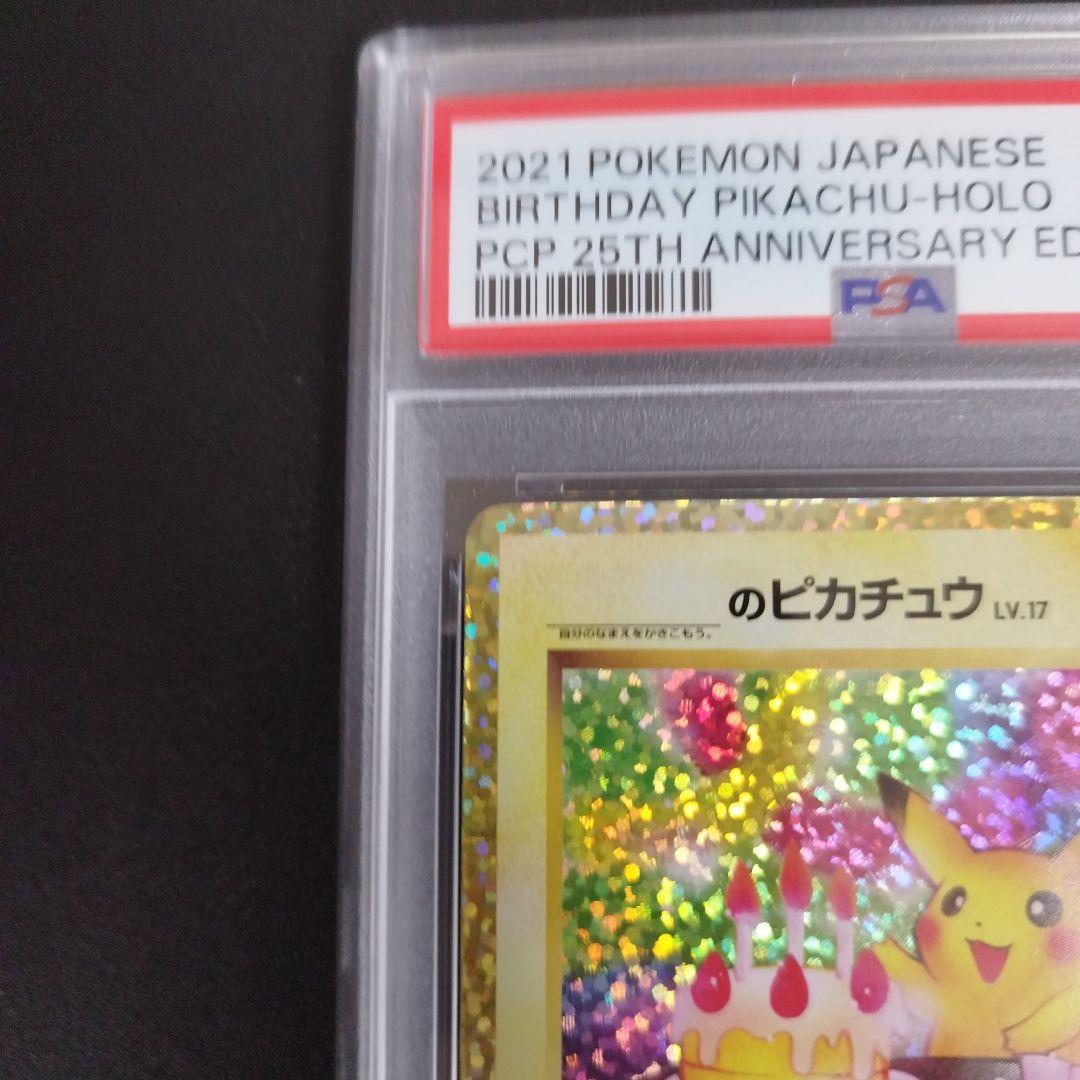 2021 POKEMON JAPANESE
BIRTHDAY PIKACHU-HOLO
PCP 25TH ANNIVERSARY ED
PSA
のピカチュウ LV.17
自分のなまえをかきこもう。